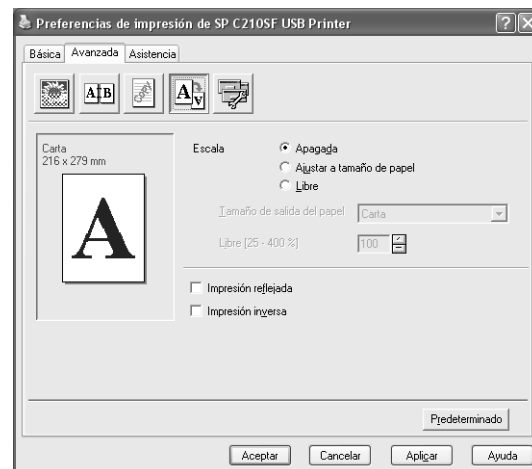 Preferencias de impresión de SP C210SF USB Printer
Básica Avanzada Asistencia
A B
A A
Carta
216 x 279 mm
A
Escala Apagada
Ajustar a tamaño de papel
Libre
Tamaño de salida del papel Carta
Libre [25 - 400 %] 100
Impresión reflejada
Impresión inversa
Predeterminado
Aceptar Cancelar Aplicar Ayuda